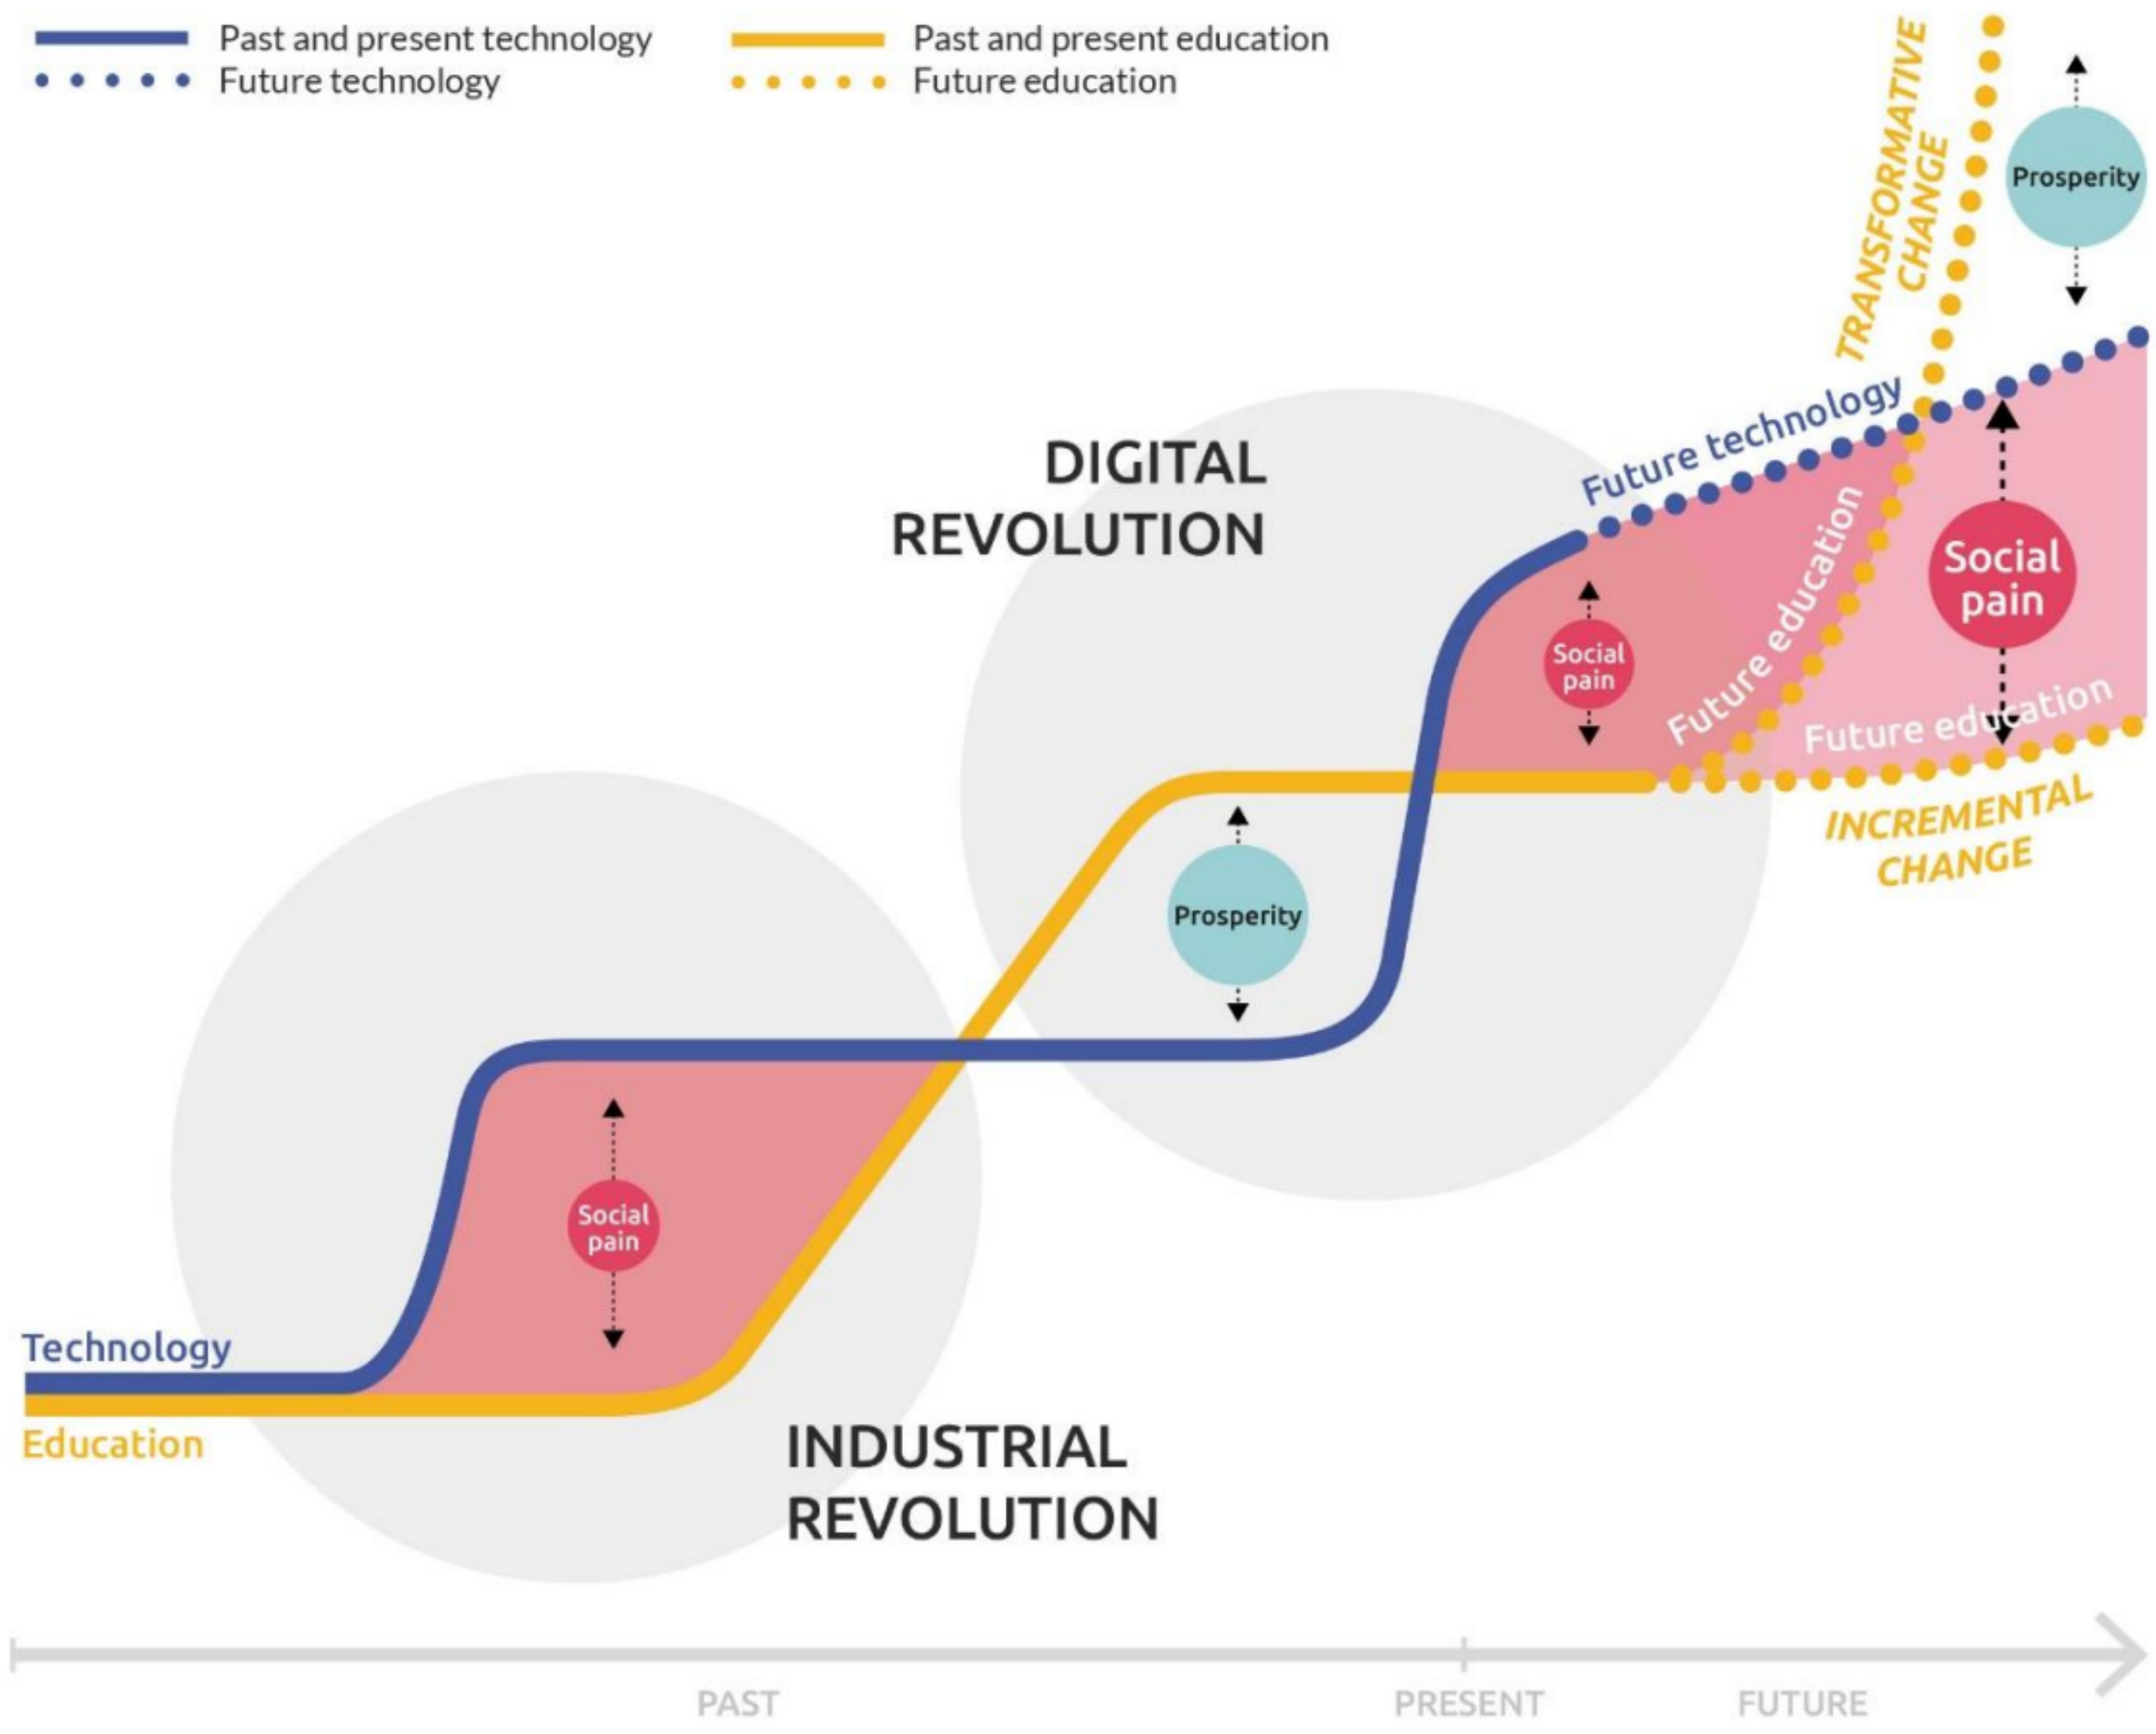 Past and present technology
Future technology
Past and present education
Future education
TRANSFORMATIVE
CHANGE
Prosperity
DIGITAL
REVOLUTION
Future technology
Future education
Social
pain
Social
pain
Future education
INCREMENTAL
CHANGE
Prosperity
Social
pain
Technology
Education
INDUSTRIAL
REVOLUTION
PAST
PRESENT
FUTURE